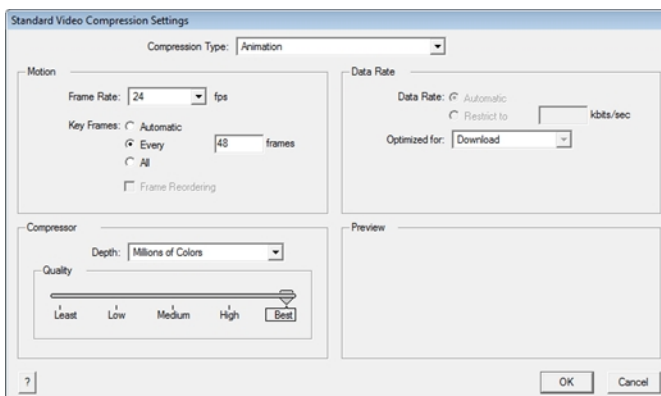 Standard Video Compression Settings
Compression Type: Animation
Motion
Frame Rate: 24 fps
Key Frames: Automatic
Every 48 frames
All
Frame Reordering
Data Rate
Data Rate: Automatic
Restrict to kbits/sec
Optimized for: Download
Compressor
Depth: Millions of Colors
Quality
Least Low Medium High Best
Preview
? OK Cancel